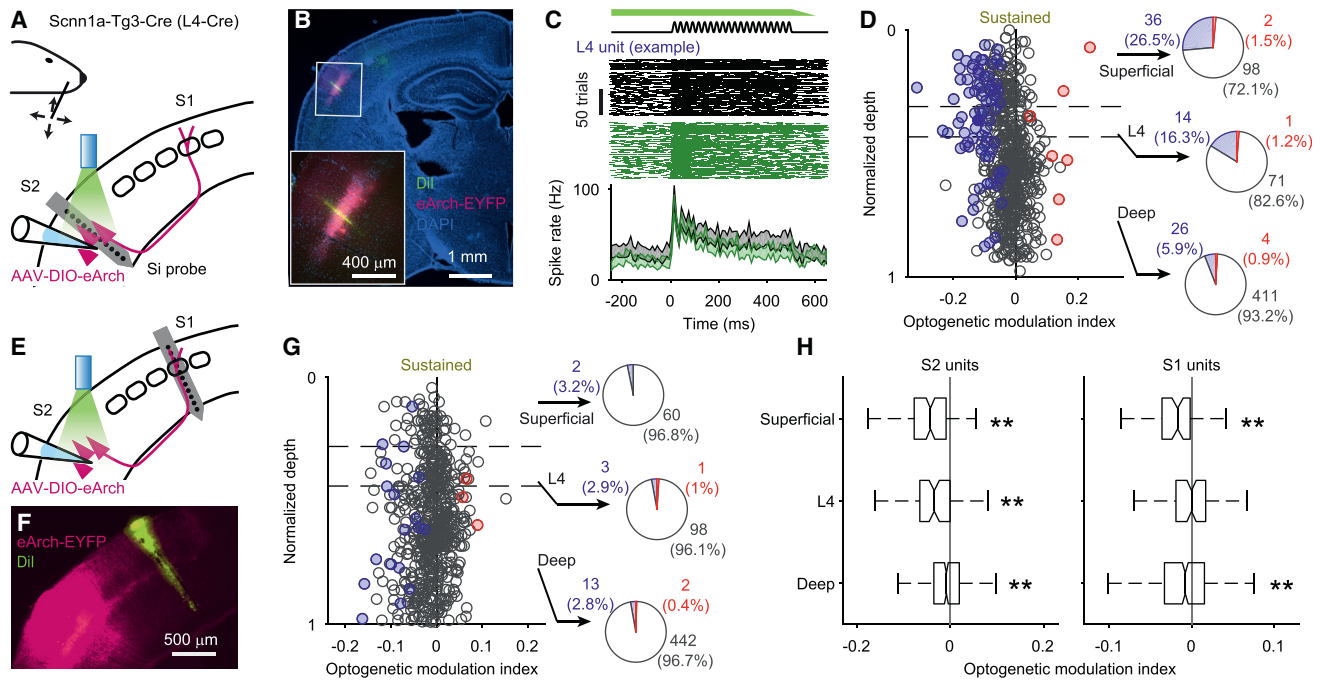 A
Scnn1a-Tg3-Cre (L4-Cre)
S1
S2
Si probe
AAV-DIO-eArch
B
DiI
eArch-EYFP
DAPI
400 μm
1 mm
C
L4 unit (example)
50 trials
Spike rate (Hz)
100
0
-200
0
200
400
600
Time (ms)
D
Sustained
Normalized depth
0
1
-0.2
0
0.2
Optogenetic modulation index
36
(26.5%)
2
(1.5%)
Superficial
98
(72.1%)
14
(16.3%)
1
(1.2%)
L4
71
(82.6%)
Deep
26
(5.9%)
4
(0.9%)
411
(93.2%)
E
S1
S2
AAV-DIO-eArch
F
eArch-EYFP
DiI
500 μm
G
Sustained
Normalized depth
0
1
-0.2
-0.1
0
0.1
0.2
Optogenetic modulation index
2
(3.2%)
Superficial
60
(96.8%)
3
(2.9%)
1
(1%)
L4
98
(96.1%)
Deep
13
(2.8%)
2
(0.4%)
442
(96.7%)
H
S2 units
S1 units
Superficial
**
**
L4
**
Deep
**
**
-0.2
0
0.2
-0.1
0
0.1
Optogenetic modulation index